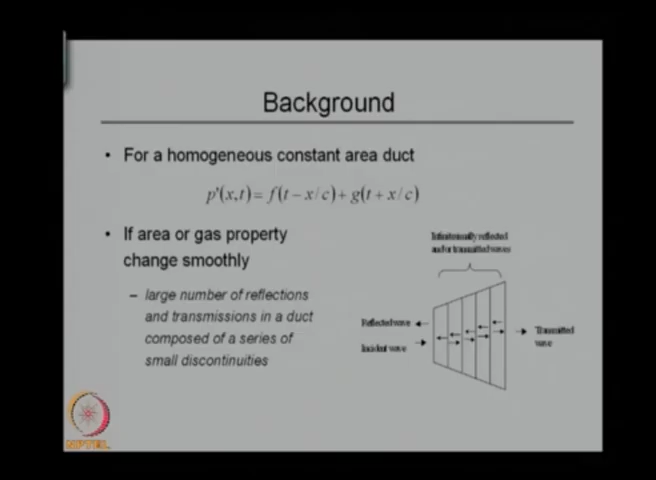 Background
• For a homogeneous constant area duct
p'(x,t) = f(t − x/c) + g(t + x/c)
• If area or gas property
change smoothly
– large number of reflections
and transmissions in a duct
composed of a series of
small discontinuities
Infinitesimally reflected
and/or transmitted waves
Reflected wave
Incident wave
Transmitted
wave
NPTEL